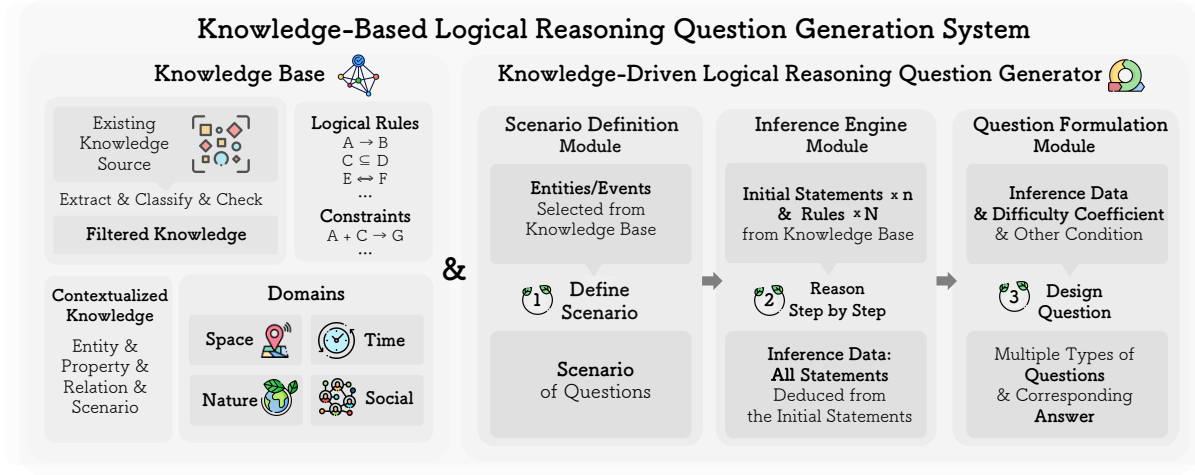 Knowledge-Based Logical Reasoning Question Generation System
Knowledge Base
Existing
Knowledge
Source
Extract & Classify & Check
Filtered Knowledge
Logical Rules
A → B
C ⊆ D
E ↔ F
...
Constraints
A + C → G
...
Contextualized
Knowledge
Entity &
Property &
Relation &
Scenario
Domains
Space
Time
Nature
Social
&
Knowledge-Driven Logical Reasoning Question Generator
Scenario Definition
Module
Entities/Events
Selected from
Knowledge Base
1
Define
Scenario
Scenario
of Questions
Inference Engine
Module
Initial Statements × n
& Rules × N
from Knowledge Base
2
Reason
Step by Step
Inference Data:
All Statements
Deduced from
the Initial Statements
Question Formulation
Module
Inference Data
& Difficulty Coefficient
& Other Condition
3
Design
Question
Multiple Types of
Questions
& Corresponding
Answer